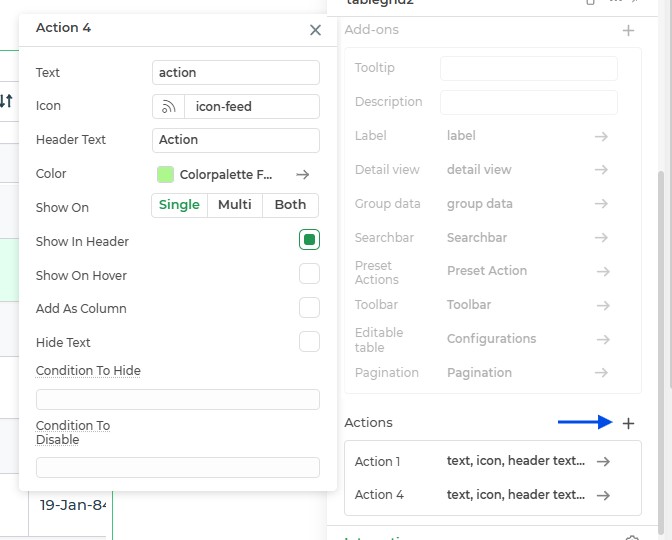 Action 4
Text
action
Icon
icon-feed
Header Text
Action
Color
Colorpalette F...
Show On
Single
Multi
Both
Show In Header
Show On Hover
Add As Column
Hide Text
Condition To Hide
Condition To
Disable
19-Jan-84
tablegrid2
Add-ons
Tooltip
Description
Label
label
Detail view
detail view
Group data
group data
Searchbar
Searchbar
Preset
Actions
Preset Action
Toolbar
Toolbar
Editable
table
Configurations
Pagination
Pagination
Actions
Action 1
text, icon, header text...
Action 4
text, icon, header text...